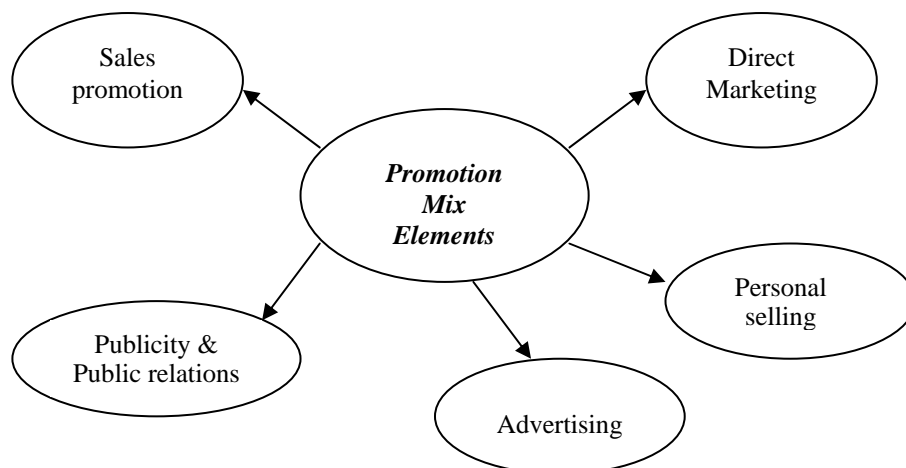 Sales
promotion
Direct
Marketing
Promotion
Mix
Elements
Personal
selling
Publicity &
Public relations
Advertising